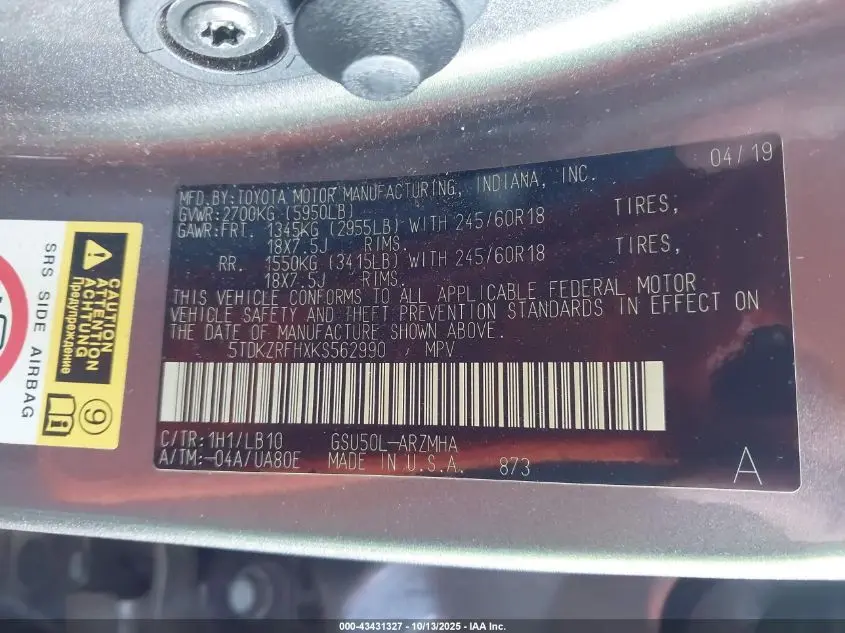 04/19
MFD.BY:TOYOTA MOTOR MANUFACTURING, INDIANA, INC.
GVWR:2700KG (5950LB)
GAWR:FRT. 1345KG (2955LB) WITH 245/60R18 TIRES,
18X7.5J RIMS.
RR. 1550KG (3415LB) WITH 245/60R18 TIRES,
18X7.5J RIMS.
THIS VEHICLE CONFORMS TO ALL APPLICABLE FEDERAL MOTOR
VEHICLE SAFETY AND THEFT PREVENTION STANDARDS IN EFFECT ON
THE DATE OF MANUFACTURE SHOWN ABOVE.
5TDKZRFHXKS562990 MPV
C/TR:1H1/LB10 GSU50L-ARZMHA
A/TM:-04A/UA80E MADE IN U.S.A. 873
A
SRS SIDE AIRBAG
CAUTION
ATTENTION
ACHTUNG
Предупреждение
9
000-43431327 | 10/13/2025 | IAA Inc.